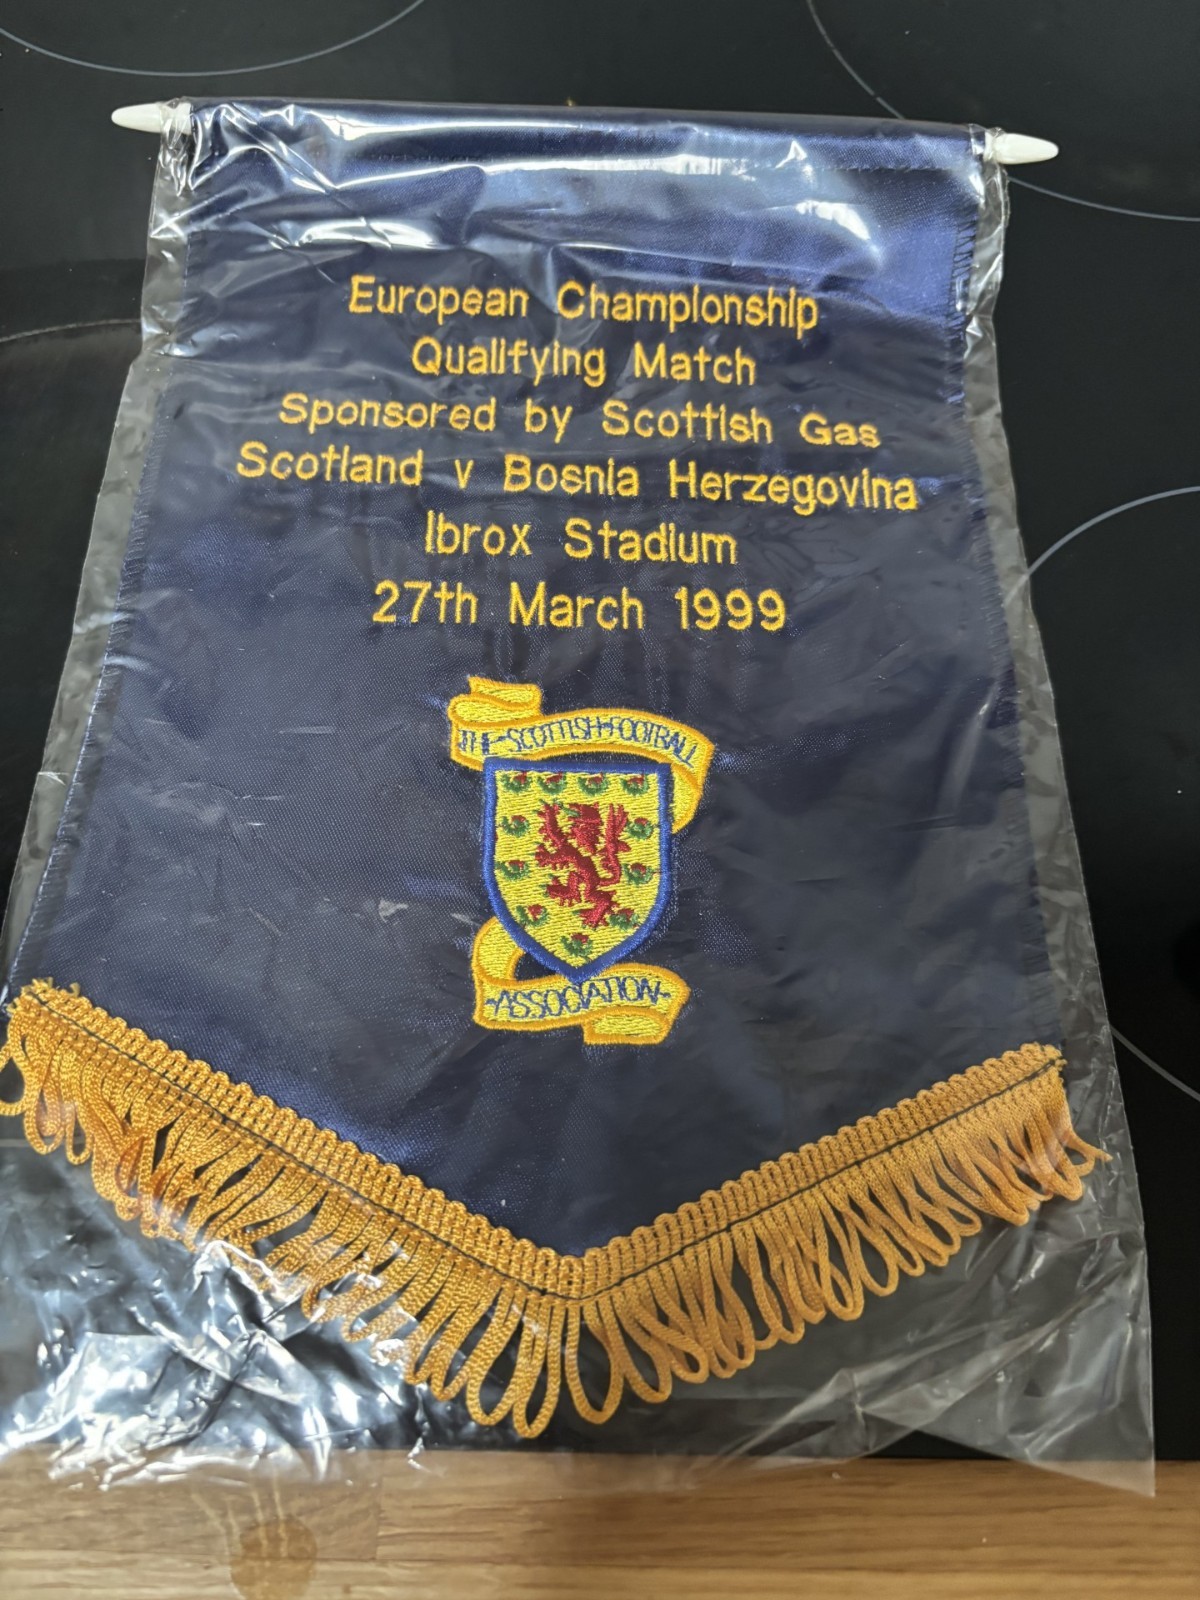 European Championship
Qualifying Match
Sponsored by Scottish Gas
Scotland v Bosnia Herzegovina
Ibrox Stadium
27th March 1999
THE-SCOTTISH-FOOTBALL
-ASSOCIATION-